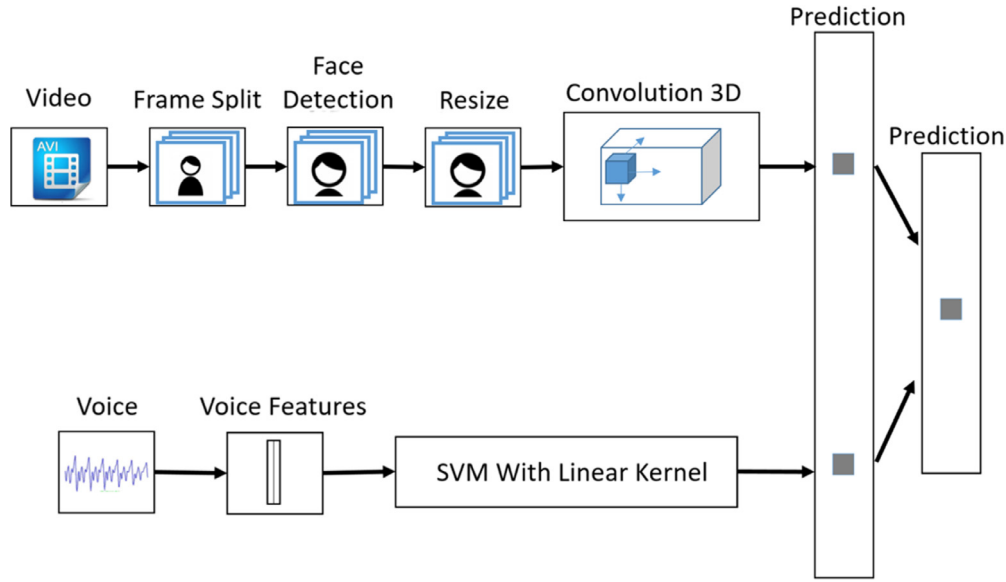 Prediction
Face
Video
Frame Split
Detection
Resize
Convolution 3D
Prediction
AVI
Voice
Voice Features
SVM With Linear Kernel